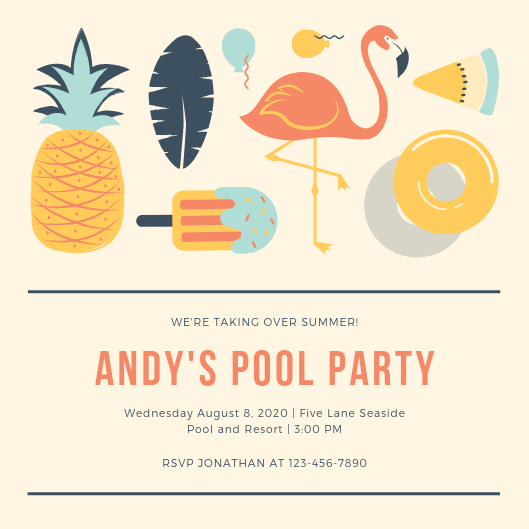 WE'RE TAKING OVER SUMMER!
ANDY'S POOL PARTY
Wednesday August 8, 2020 | Five Lane Seaside
Pool and Resort | 3:00 PM
RSVP JONATHAN AT 123-456-7890